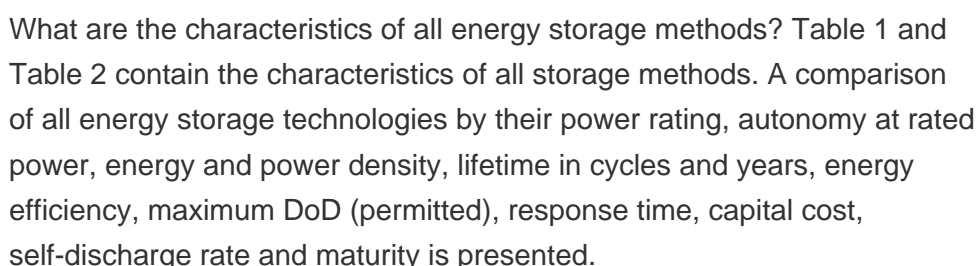 What are the characteristics of all energy storage methods? Table 1 and
Table 2 contain the characteristics of all storage methods. A comparison
of all energy storage technologies by their power rating, autonomy at rated
power, energy and power density, lifetime in cycles and years, energy
efficiency, maximum DoD (permitted), response time, capital cost,
self-discharge rate and maturity is presented.